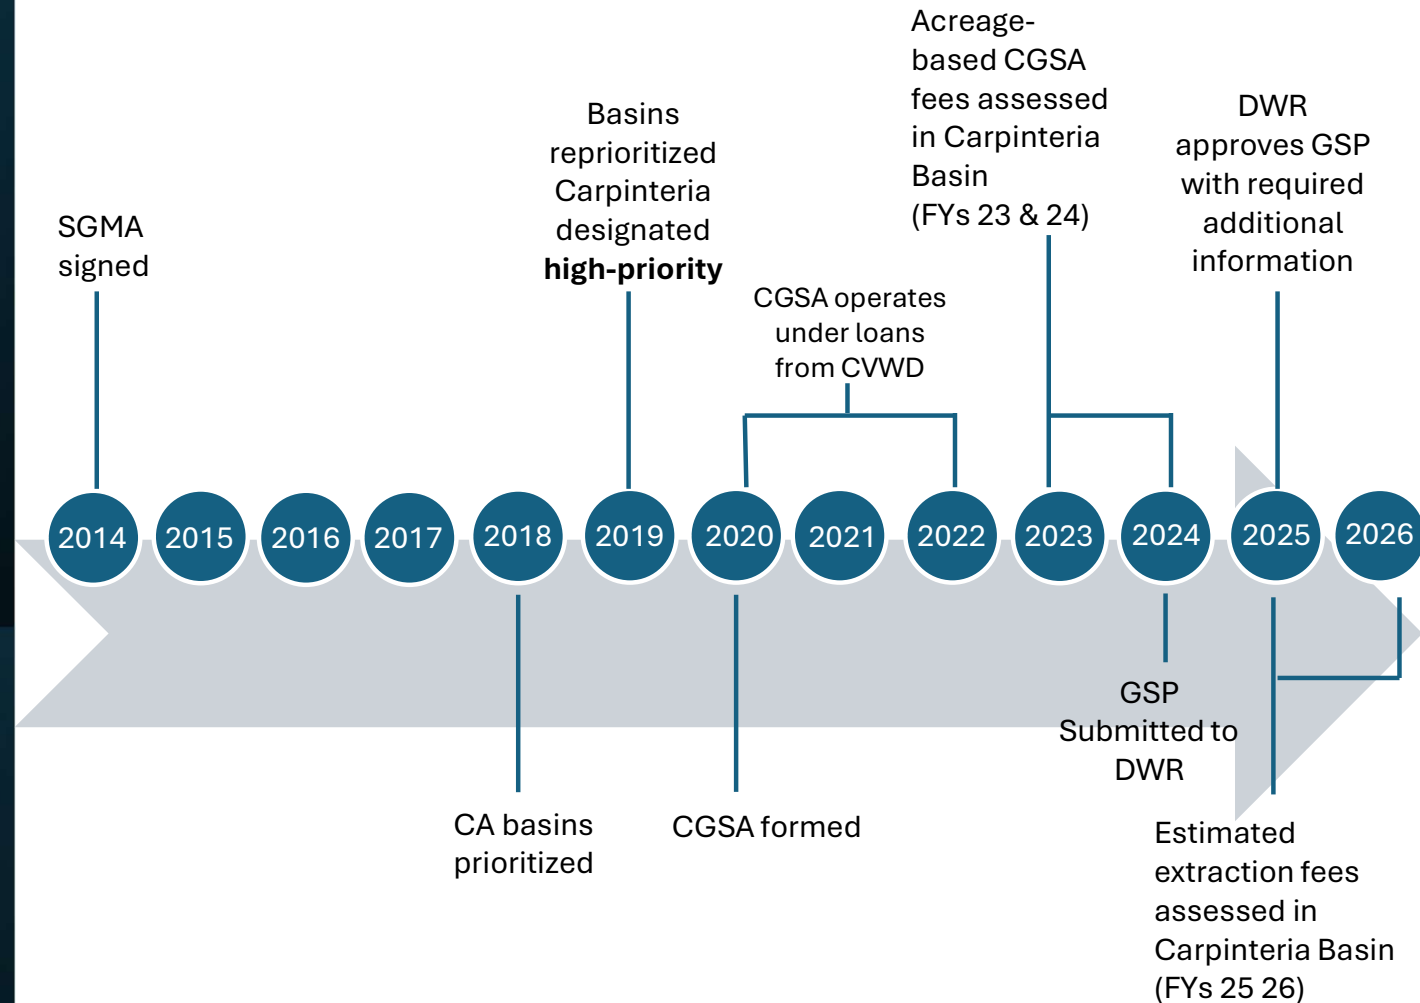 Acreage-
based CGSA
fees assessed
in Carpinteria
Basin
(FYs 23 & 24)
Basins
reprioritized
Carpinteria
designated
high-priority
DWR
approves GSP
with required
additional
information
SGMA
signed
CGSA operates
under loans
from CVWD
2014 2015 2016 2017 2018 2019 2020 2021 2022 2023 2024 2025 2026
GSP
Submitted to
DWR
CA basins
prioritized
CGSA formed
Estimated
extraction fees
assessed in
Carpinteria Basin
(FYs 25 26)